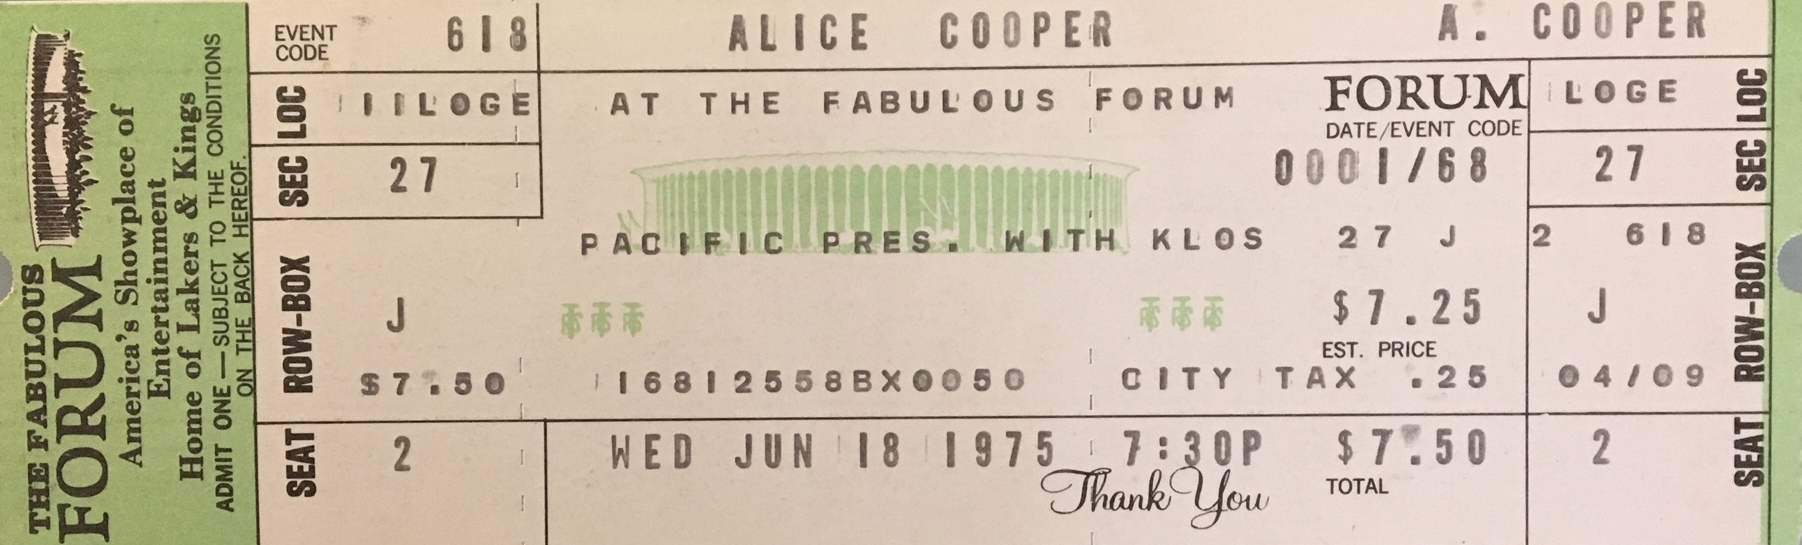 THE FABULOUS
FORUM
America's Showplace of
Entertainment
Home of Lakers & Kings
ADMIT ONE — SUBJECT TO THE CONDITIONS
ON THE BACK HEREOF.
EVENT CODE 618 ALICE COOPER A. COOPER
LOC LOGE AT THE FABULOUS FORUM FORUM LOGE LOC
DATE/EVENT CODE
SEC 27 0001/68 27 SEC
PACIFIC PRES. WITH KLOS 27 J 2 618
ROW-BOX J $7.25 J ROW-BOX
EST. PRICE
$7.50 16812558BX0050 CITY TAX .25 04/09
SEAT 2 WED JUN 18 1975 7:30P $7.50 2 SEAT
Thank You TOTAL